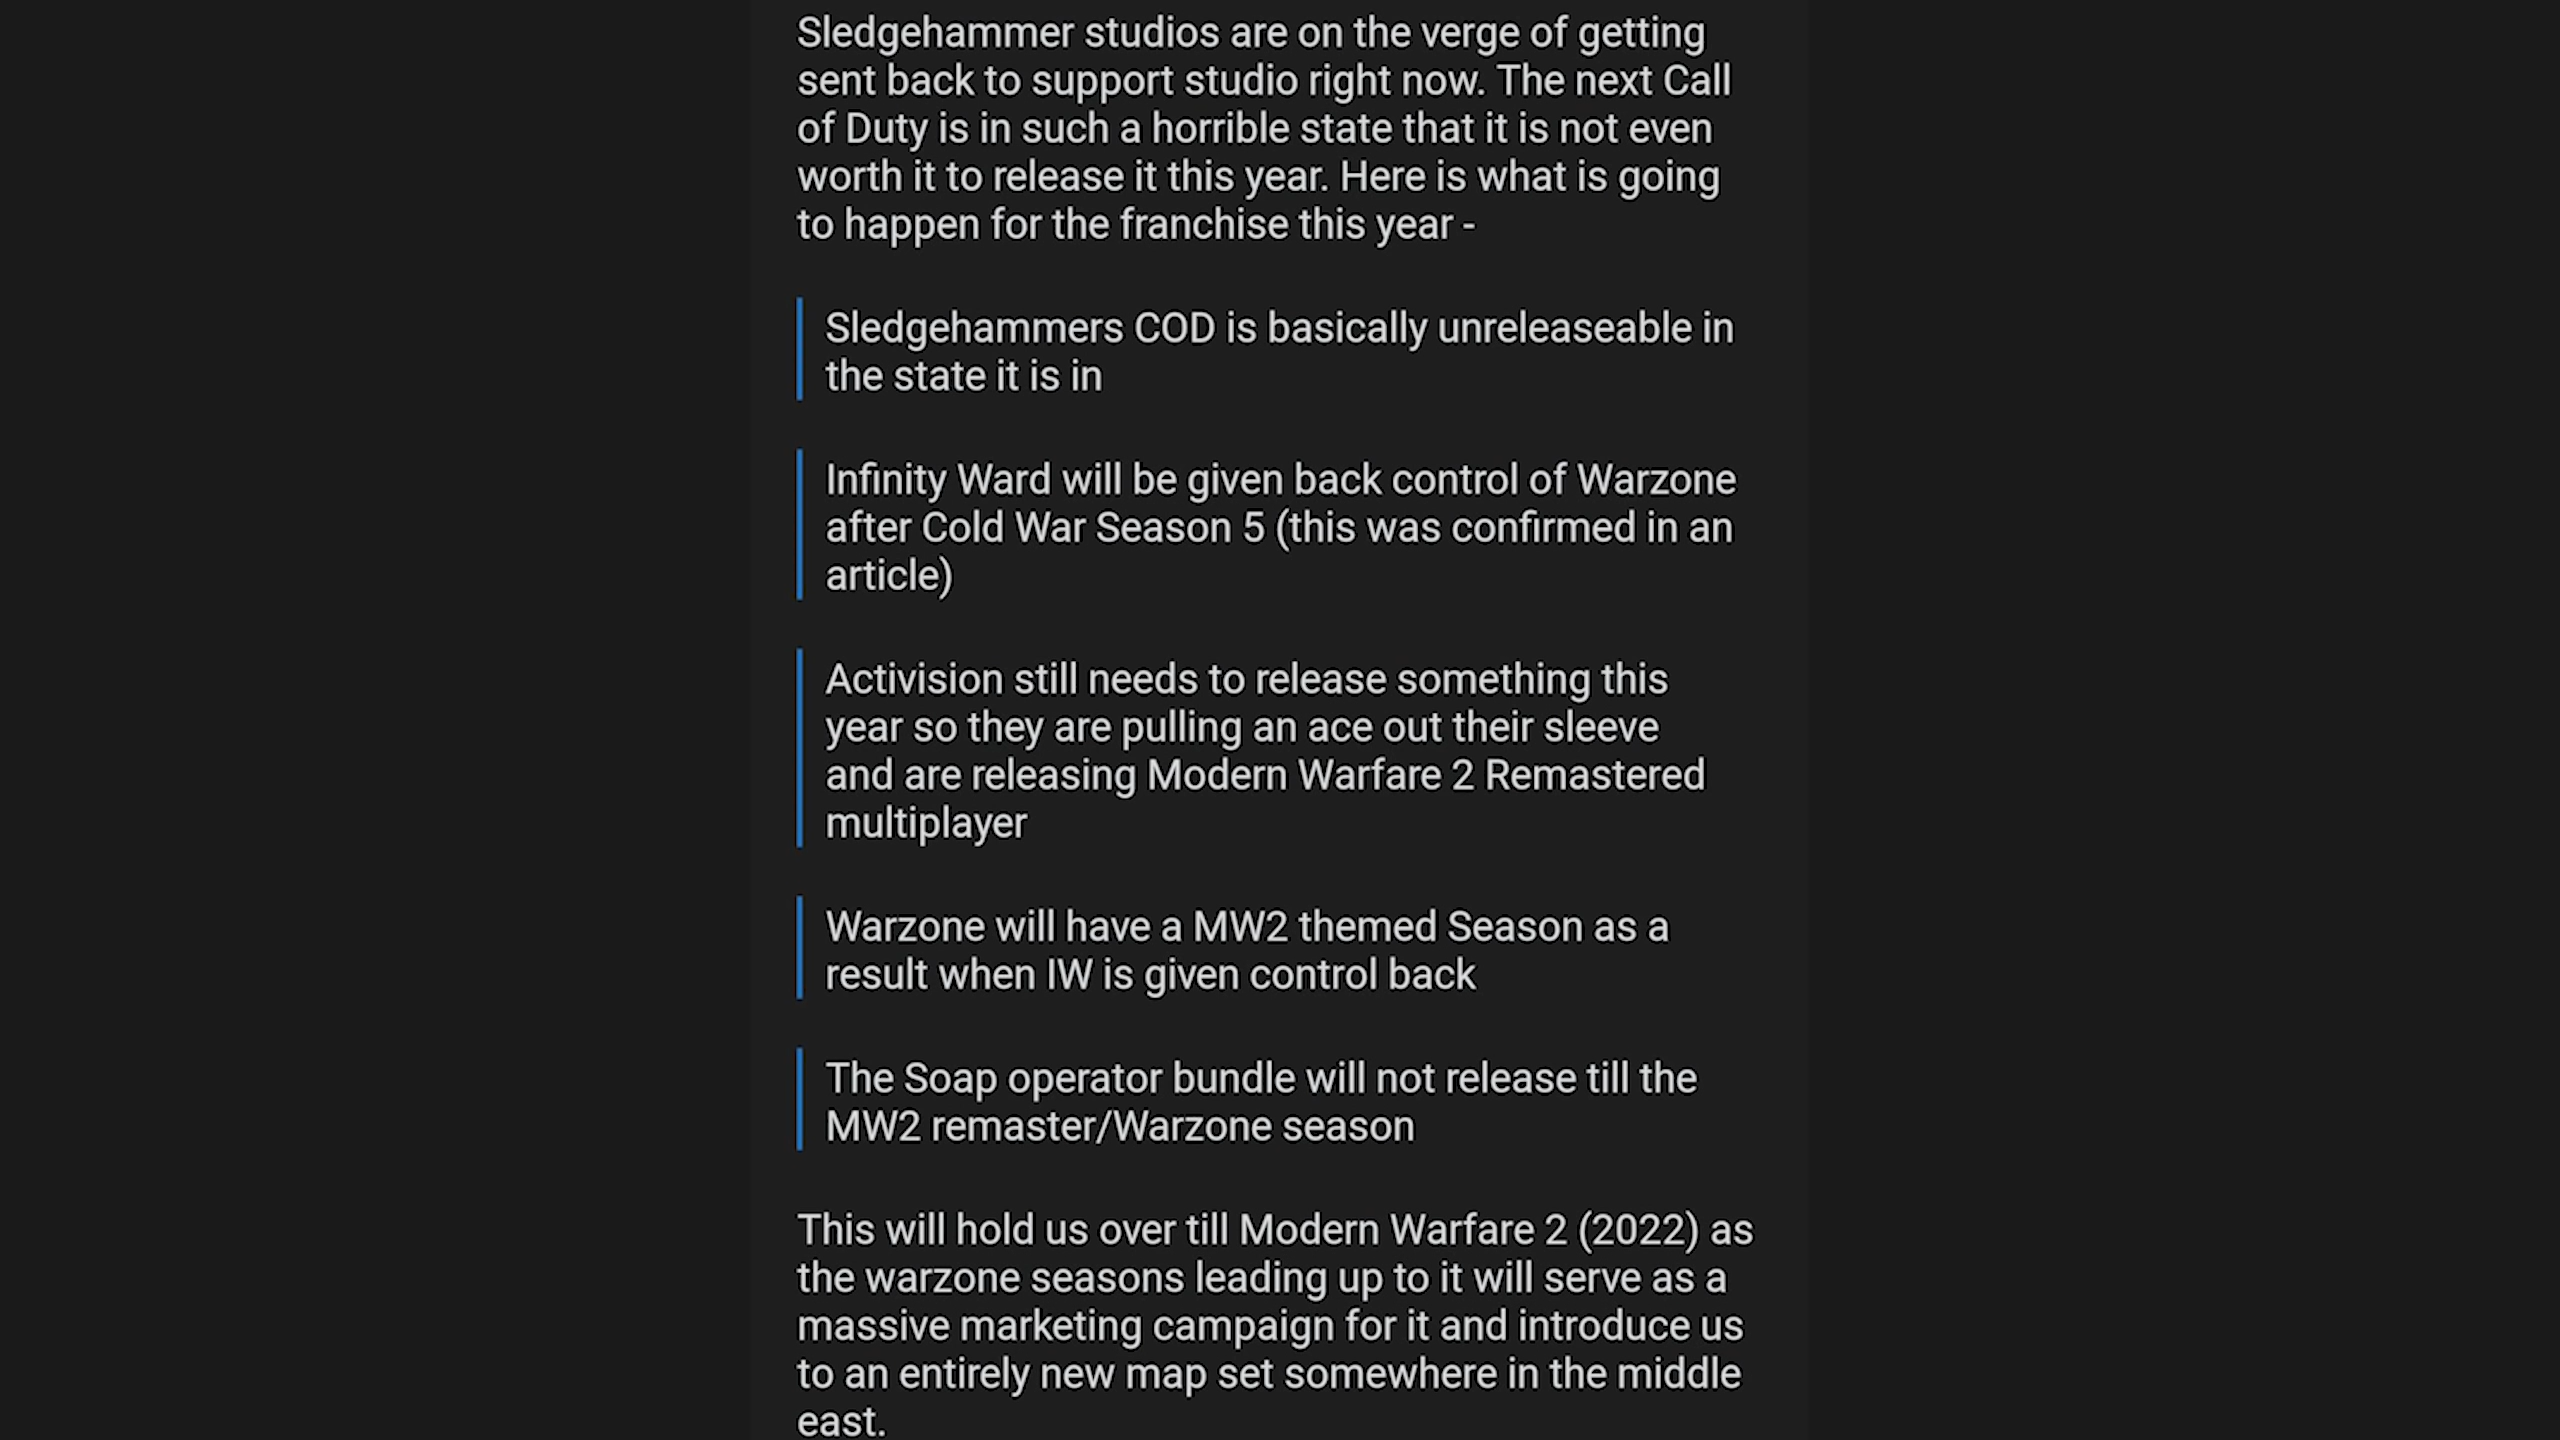 Sledgehammer studios are on the verge of getting
sent back to support studio right now. The next Call
of Duty is in such a horrible state that it is not even
worth it to release it this year. Here is what is going
to happen for the franchise this year -
Sledgehammers COD is basically unreleaseable in
the state it is in
Infinity Ward will be given back control of Warzone
after Cold War Season 5 (this was confirmed in an
article)
Activision still needs to release something this
year so they are pulling an ace out their sleeve
and are releasing Modern Warfare 2 Remastered
multiplayer
Warzone will have a MW2 themed Season as a
result when IW is given control back
The Soap operator bundle will not release till the
MW2 remaster/Warzone season
This will hold us over till Modern Warfare 2 (2022) as
the warzone seasons leading up to it will serve as a
massive marketing campaign for it and introduce us
to an entirely new map set somewhere in the middle
east.